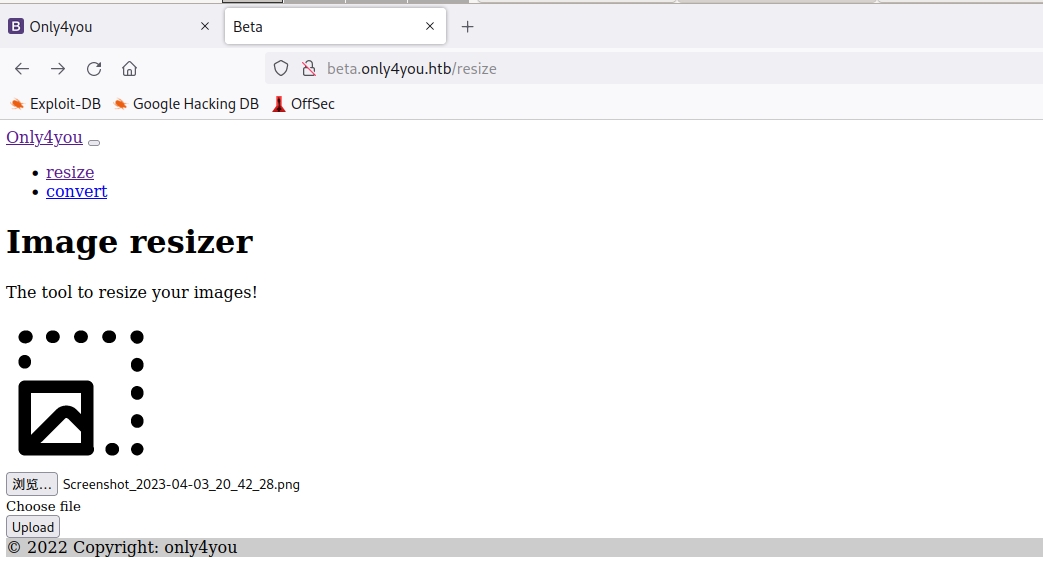 Only4you
Beta
beta.only4you.htb/resize
Exploit-DB Google Hacking DB OffSec
Only4you
resize
convert
Image resizer
The tool to resize your images!
浏览... Screenshot_2023-04-03_20_42_28.png
Choose file
Upload
© 2022 Copyright: only4you